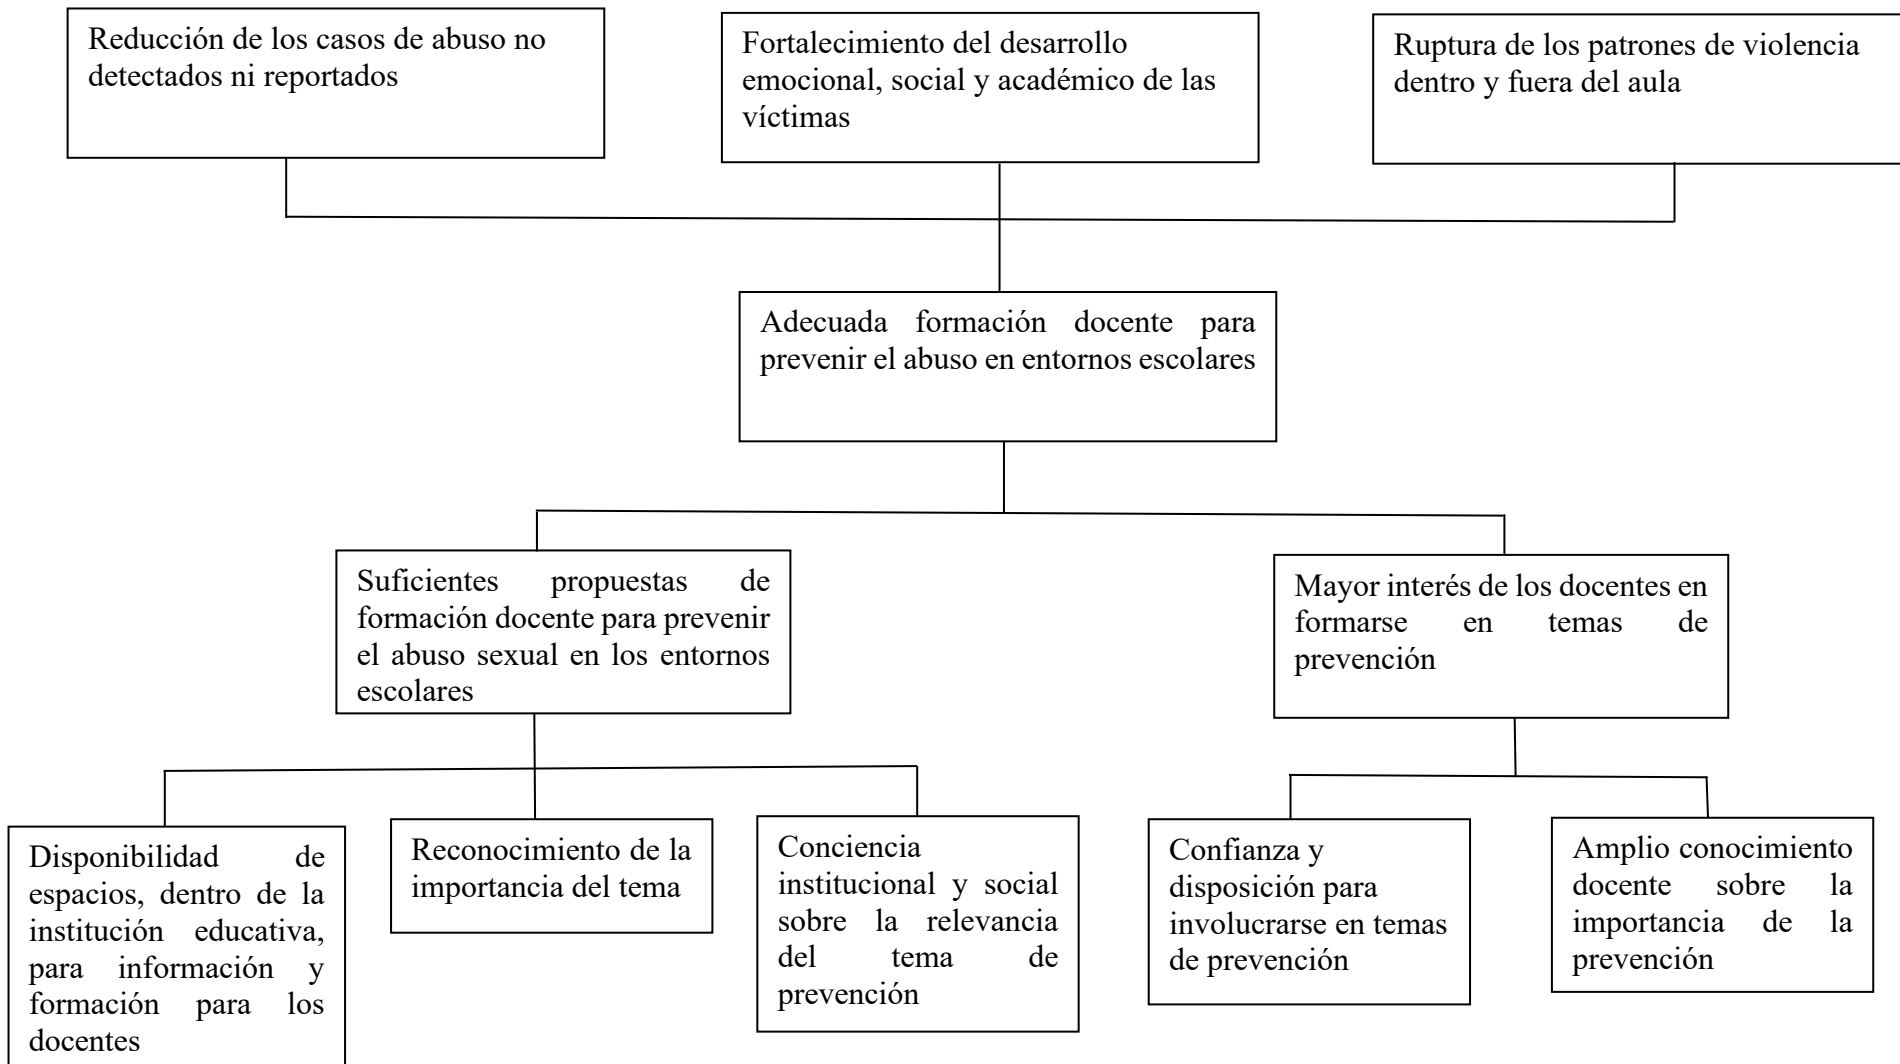 Reducción de los casos de abuso no
detectados ni reportados
Fortalecimiento del desarrollo
emocional, social y académico de las
víctimas
Ruptura de los patrones de violencia
dentro y fuera del aula
Adecuada formación docente para
prevenir el abuso en entornos escolares
Suficientes propuestas de
formación docente para prevenir
el abuso sexual en los entornos
escolares
Mayor interés de los docentes en
formarse en temas de
prevención
Disponibilidad de
espacios, dentro de la
institución educativa,
para información y
formación para los
docentes
Reconocimiento de la
importancia del tema
Conciencia
institucional y social
sobre la relevancia
del tema de
prevención
Confianza y
disposición para
involucrarse en temas
de prevención
Amplio conocimiento
docente sobre la
importancia de la
prevención